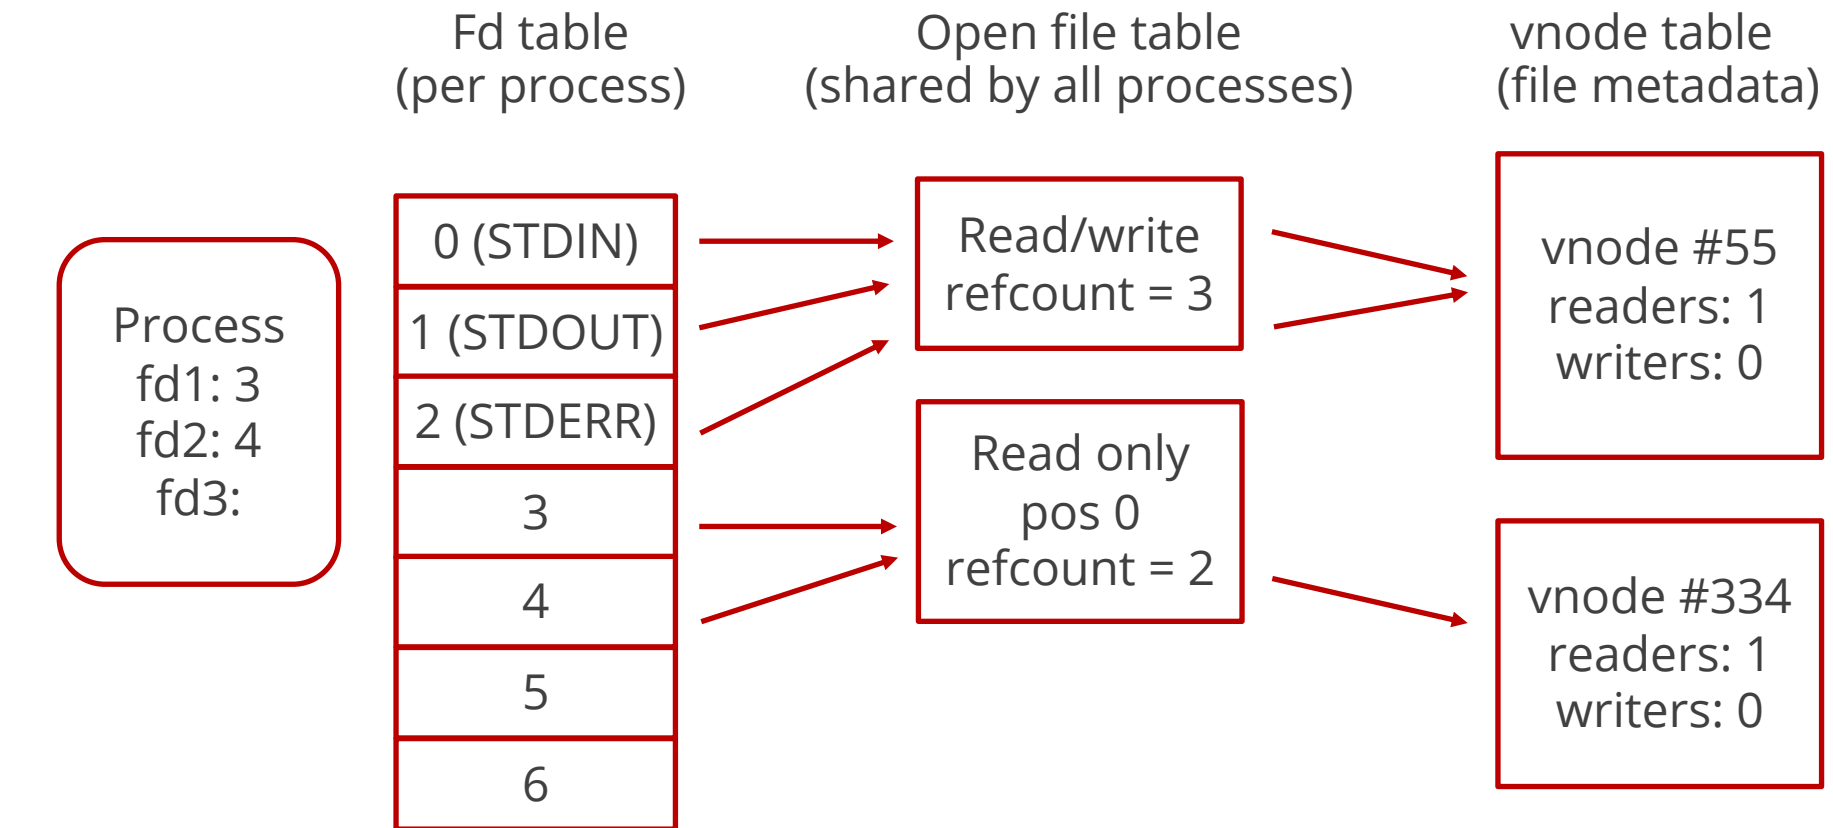 Fd table
(per process)
Open file table
(shared by all processes)
vnode table
(file metadata)
Process
fd1: 3
fd2: 4
fd3:
0 (STDIN)
1 (STDOUT)
2 (STDERR)
3
4
5
6
Read/write
refcount = 3
Read only
pos 0
refcount = 2
vnode #55
readers: 1
writers: 0
vnode #334
readers: 1
writers: 0